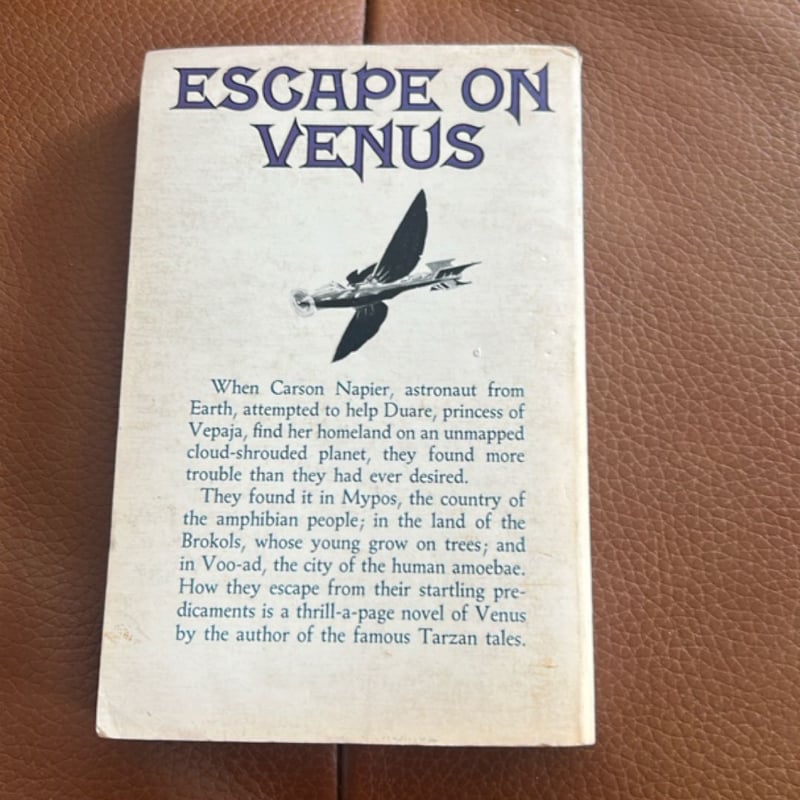 ESCAPE ON
VENUS
When Carson Napier, astronaut from
Earth, attempted to help Duare, princess of
Vepaja, find her homeland on an unmapped
cloud-shrouded planet, they found more
trouble than they had ever desired.
They found it in Mypos, the country of
the amphibian people; in the land of the
Brokols, whose young grow on trees; and
in Voo-ad, the city of the human amoebae.
How they escape from their startling pre-
dicaments is a thrill-a-page novel of Venus
by the author of the famous Tarzan tales.